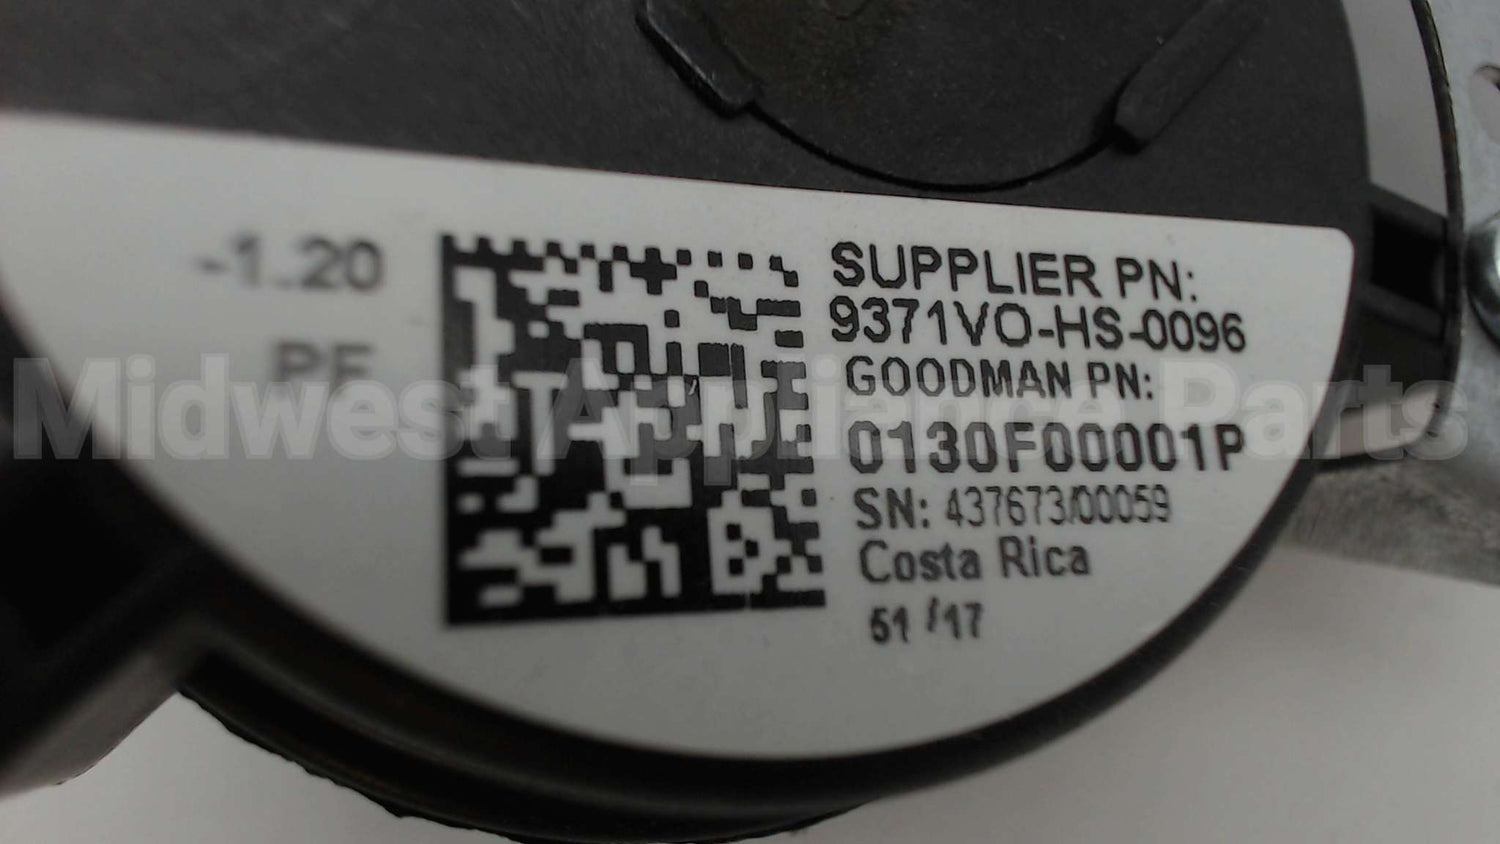 -1.20
PF
SUPPLIER PN:
9371VO-HS-0096
GOODMAN PN:
0130F00001P
SN: 437673/00059
Costa Rica
51/17
Midwest Appliance Parts